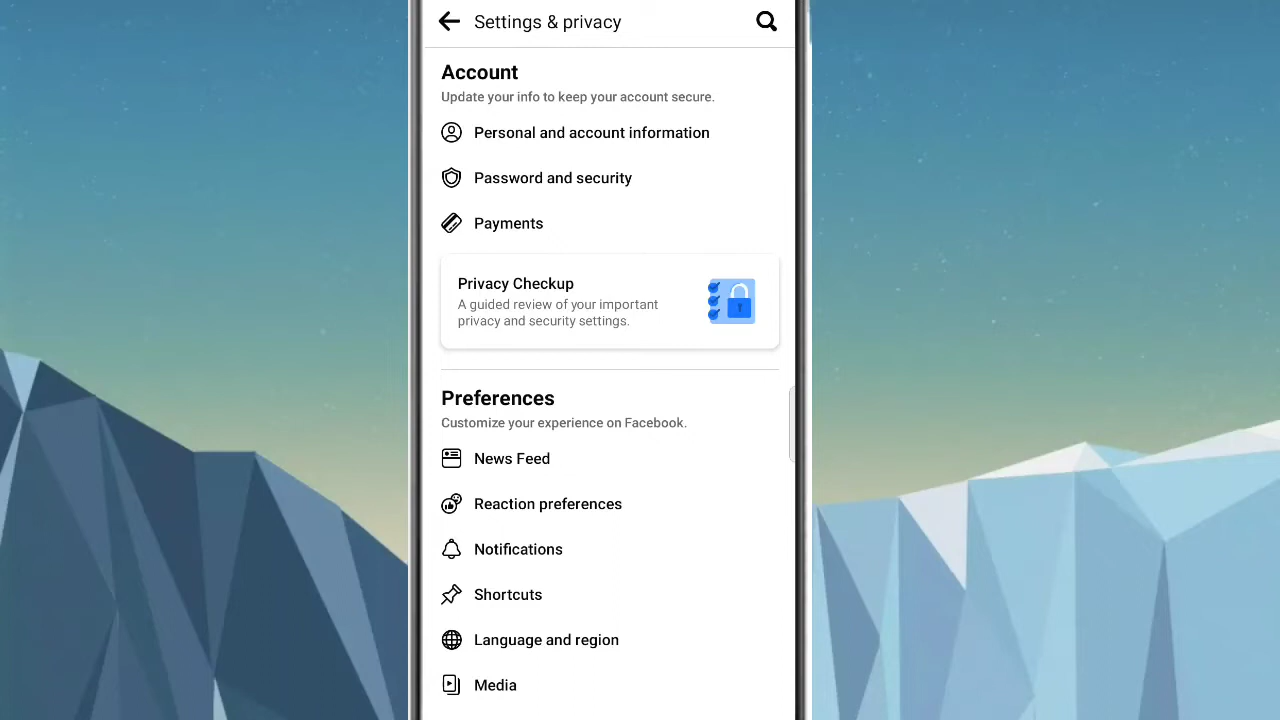 Settings & privacy
Account
Update your info to keep your account secure.
Personal and account information
Password and security
Payments
Privacy Checkup
A guided review of your important
privacy and security settings.
Preferences
Customize your experience on Facebook.
News Feed
Reaction preferences
Notifications
Shortcuts
Language and region
Media